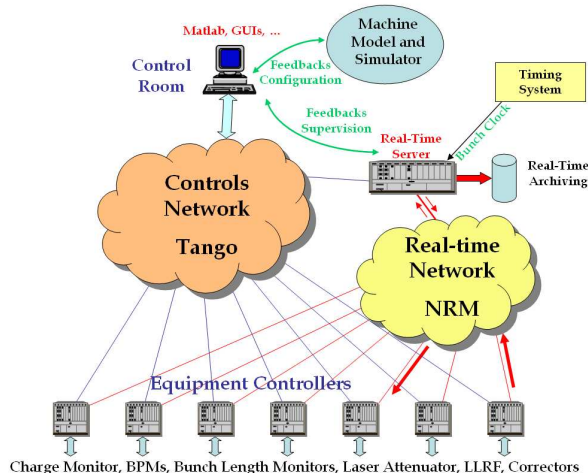 Matlab, GUIs, ...
Control
Room
Machine
Model and
Simulator
Feedbacks
Configuration
Timing
System
Feedbacks
Supervision
Bunch Clock
Real-Time
Server
Real-Time
Archiving
Controls
Network
Tango
Real-time
Network
NRM
Equipment Controllers
Charge Monitor, BPMs, Bunch Length Monitors, Laser Attenuator, LLRF, Correctors